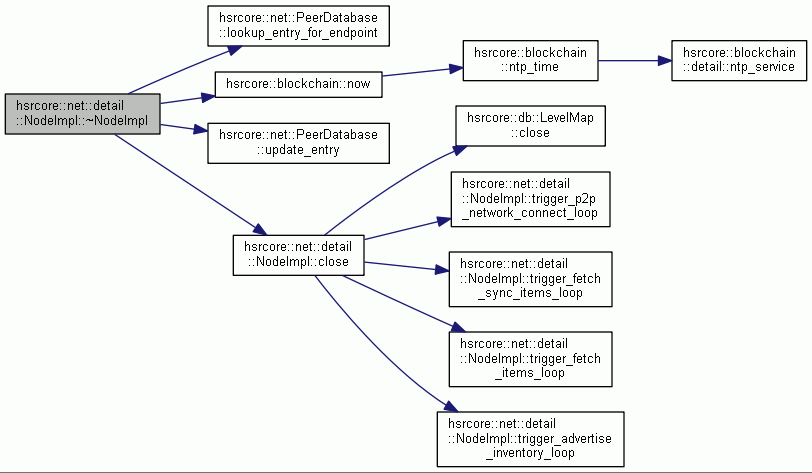 hsrcore::net::PeerDatabase
::lookup_entry_for_endpoint
hsrcore::blockchain
::ntp_time
hsrcore::blockchain
::detail::ntp_service
hsrcore::blockchain::now
hsrcore::net::detail
::NodeImpl::~NodeImpl
hsrcore::net::PeerDatabase
::update_entry
hsrcore::db::LevelMap
::close
hsrcore::net::detail
::NodeImpl::trigger_p2p
_network_connect_loop
hsrcore::net::detail
::NodeImpl::close
hsrcore::net::detail
::NodeImpl::trigger_fetch
_sync_items_loop
hsrcore::net::detail
::NodeImpl::trigger_fetch
_items_loop
hsrcore::net::detail
::NodeImpl::trigger_advertise
_inventory_loop